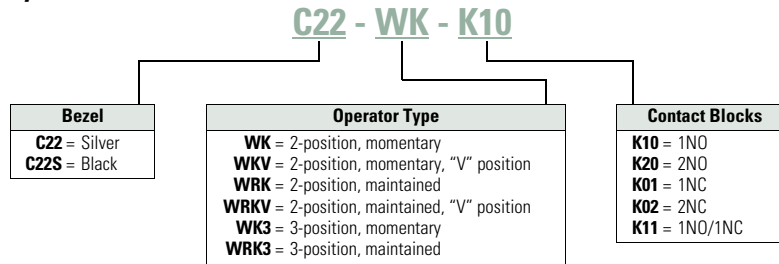 C22 - WK - K10
Bezel
C22 = Silver
C22S = Black
Operator Type
WK = 2-position, momentary
WKV = 2-position, momentary, “V” position
WRK = 2-position, maintained
WRKV = 2-position, maintained, “V” position
WK3 = 3-position, momentary
WRK3 = 3-position, maintained
Contact Blocks
K10 = 1NO
K20 = 2NO
K01 = 1NC
K02 = 2NC
K11 = 1NO/1NC